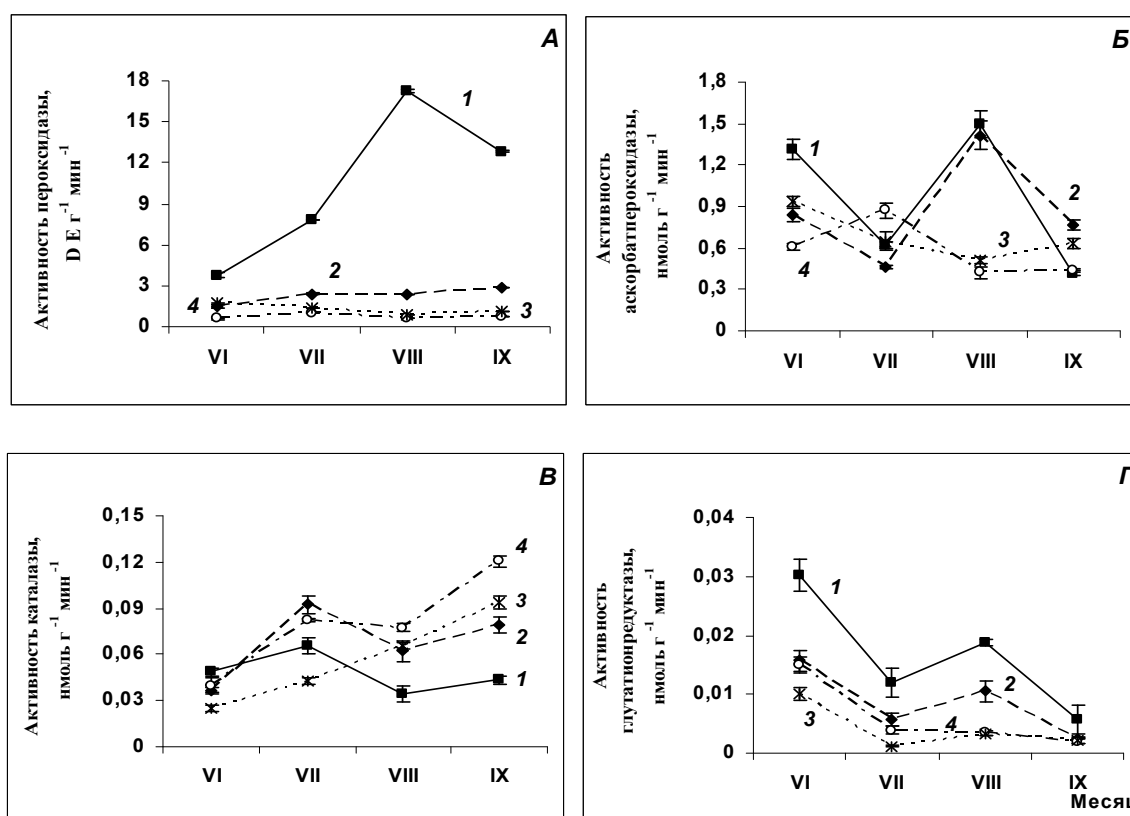 А
Активность пероксидазы,
D E г⁻¹ мин⁻¹
18
15
12
9
6
3
0
1
2
4
3
VI VII VIII IX
Б
Активность
аскорбатпероксидазы,
нмоль г⁻¹ мин⁻¹
1,8
1,5
1,2
0,9
0,6
0,3
0
1
2
3
4
VI VII VIII IX
В
Активность каталазы,
нмоль г⁻¹ мин⁻¹
0,15
0,12
0,09
0,06
0,03
0
4
3
2
1
VI VII VIII IX
Г
Активность
глутатионредуктазы,
нмоль г⁻¹ мин⁻¹
0,04
0,03
0,02
0,01
0
1
2
3
4
VI VII VIII IX
Месяц